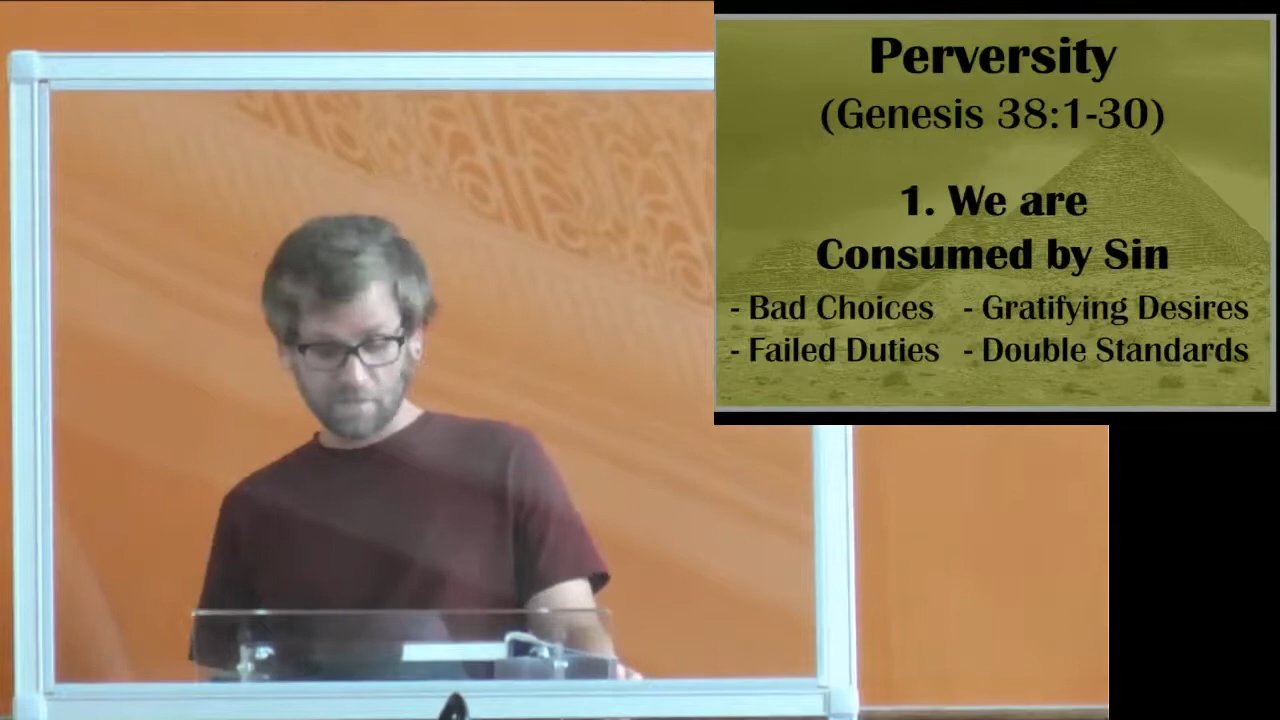 Perversity
(Genesis 38:1-30)
1. We are
Consumed by Sin
- Bad Choices - Gratifying Desires
- Failed Duties - Double Standards